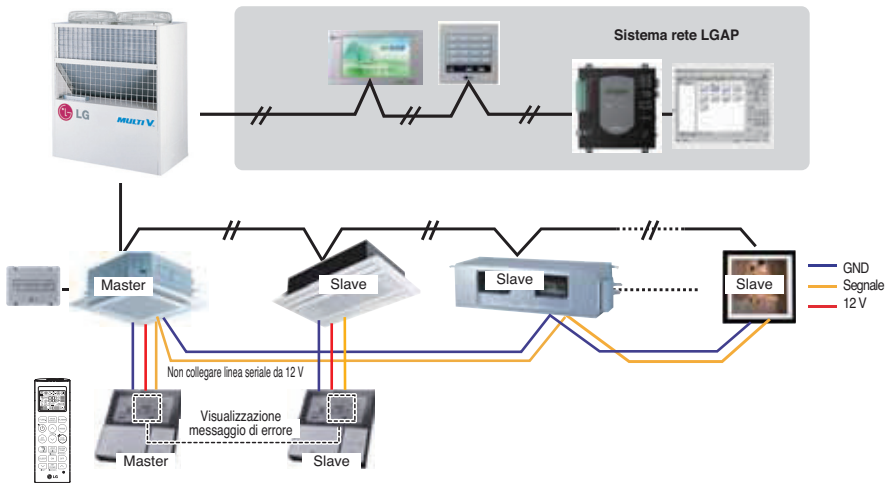 Sistema rete LGAP
LG
MULTI V.
Master
Slave
Slave
Slave
GND
Segnale
12 V
Non collegare linea seriale da 12 V
Visualizzazione
messaggio di errore
Master
Slave
LG